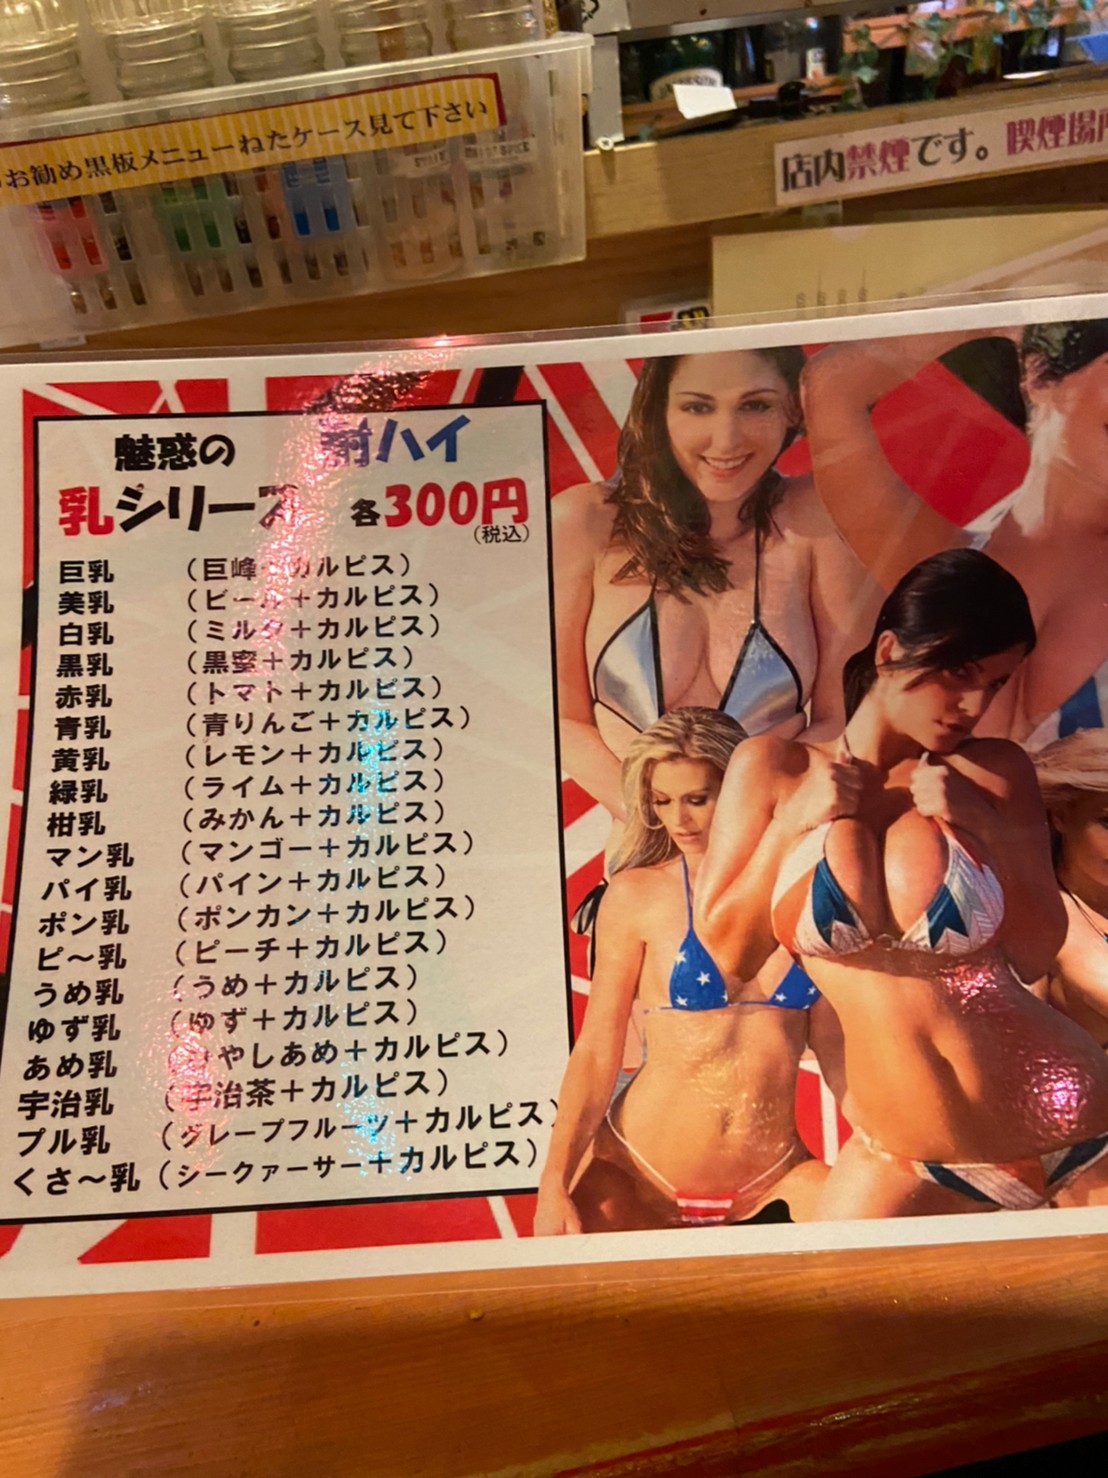 お勧め黒板メニューねたケース見て下さい
店内禁煙です。喫煙場所
魅惑の 酎ハイ
乳シリーズ 各300円
(税込)
巨乳 (巨峰+カルピス)
美乳 (ビール+カルピス)
白乳 (ミルク+カルピス)
黒乳 (黒蜜+カルピス)
赤乳 (トマト+カルピス)
青乳 (青りんご+カルピス)
黄乳 (レモン+カルピス)
緑乳 (ライム+カルピス)
柑乳 (みかん+カルピス)
マン乳 (マンゴー+カルピス)
パイ乳 (パイン+カルピス)
ポン乳 (ポンカン+カルピス)
ピ〜乳 (ピーチ+カルピス)
うめ乳 (うめ+カルピス)
ゆず乳 (ゆず+カルピス)
あめ乳 (ひやしあめ+カルピス)
宇治乳 (宇治茶+カルピス)
プル乳 (グレープフルーツ+カルピス)
くさ〜乳 (シークァーサー+カルピス)